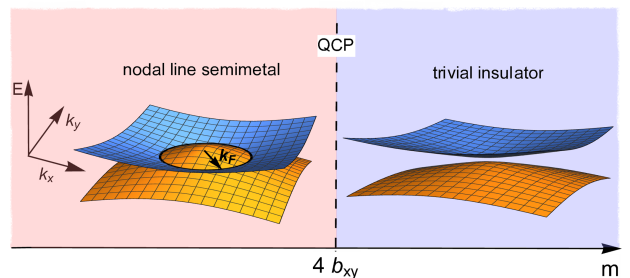 QCP
nodal line semimetal
trivial insulator
E
k_y
k_F
k_x
4 b_xy
m